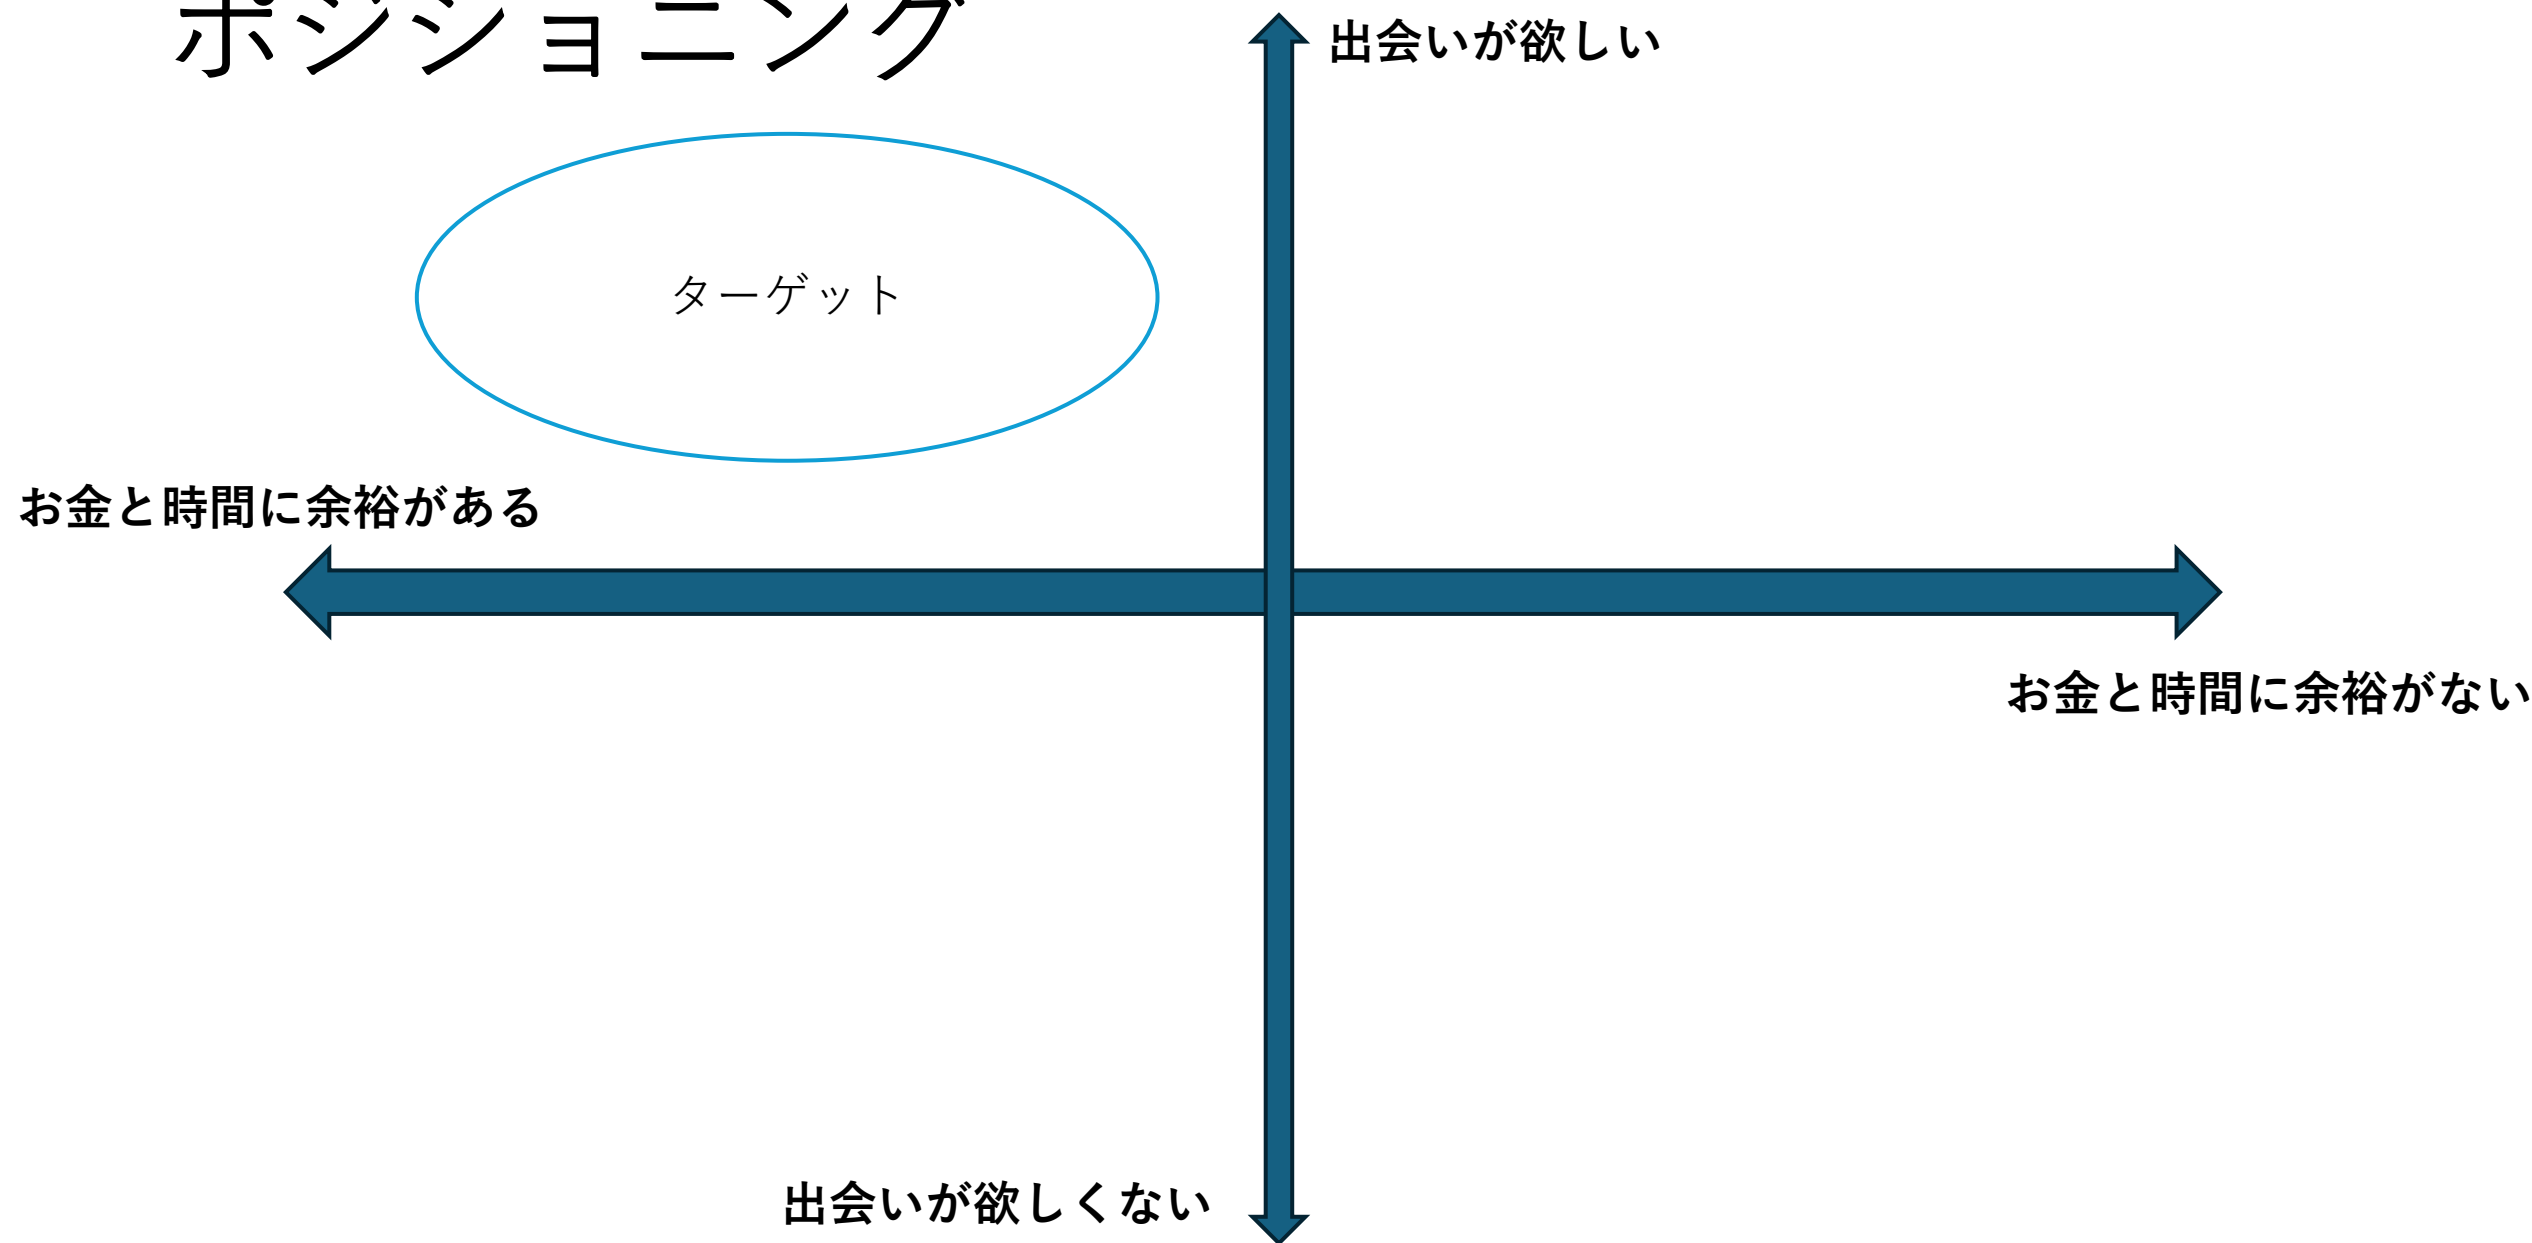 ポジショニング
出会いが欲しい
ターゲット
お金と時間に余裕がある
お金と時間に余裕がない
出会いが欲しくない